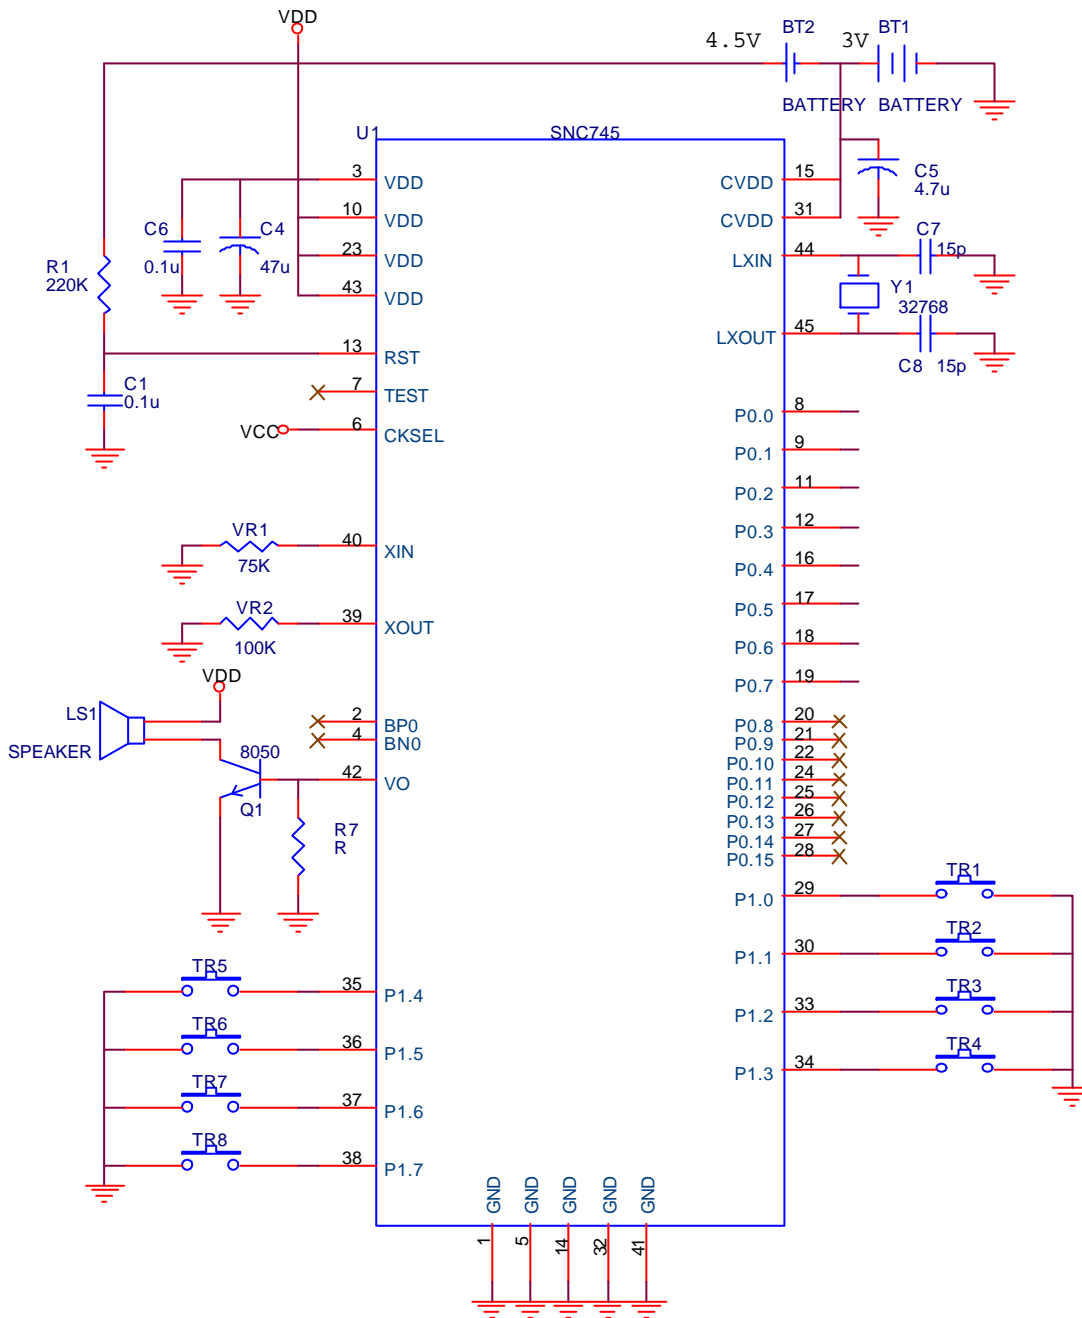 VDD
4.5V BT2 3V BT1
BATTERY BATTERY
U1 SNC745
3 VDD
10 VDD
23 VDD
43 VDD
13 RST
7 TEST
VCC 6 CKSEL
C6 0.1u
C4 47u
R1
220K
C1
0.1u
VR1
75K
40 XIN
VR2
100K
39 XOUT
VDD
LS1
SPEAKER
2 BP0
4 BN0
8050
Q1
42 VO
R7
R
TR5 35 P1.4
TR6 36 P1.5
TR7 37 P1.6
TR8 38 P1.7
CVDD 15
CVDD 31
C5
4.7u
LXIN 44
C7
15p
Y1
32768
LXOUT 45
C8 15p
P0.0 8
P0.1 9
P0.2 11
P0.3 12
P0.4 16
P0.5 17
P0.6 18
P0.7 19
P0.8 20
P0.9 21
P0.10 22
P0.11 24
P0.12 25
P0.13 26
P0.14 27
P0.15 28
P1.0 29 TR1
P1.1 30 TR2
P1.2 33 TR3
P1.3 34 TR4
GND GND GND GND GND
1 5 14 32 41